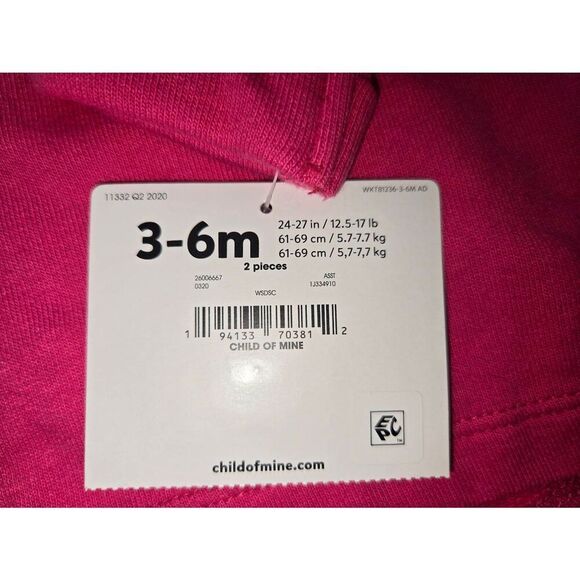 11332 Q2 2020
WKT81236-3-6M AD
3-6m
24-27 in / 12.5-17 lb
61-69 cm / 5.7-7.7 kg
61-69 cm / 5,7-7,7 kg
2 pieces
26006667
0320
ASST
1J334910
WSDSC
1 94133 70381 2
CHILD OF MINE
EPC
TM
childofmine.com